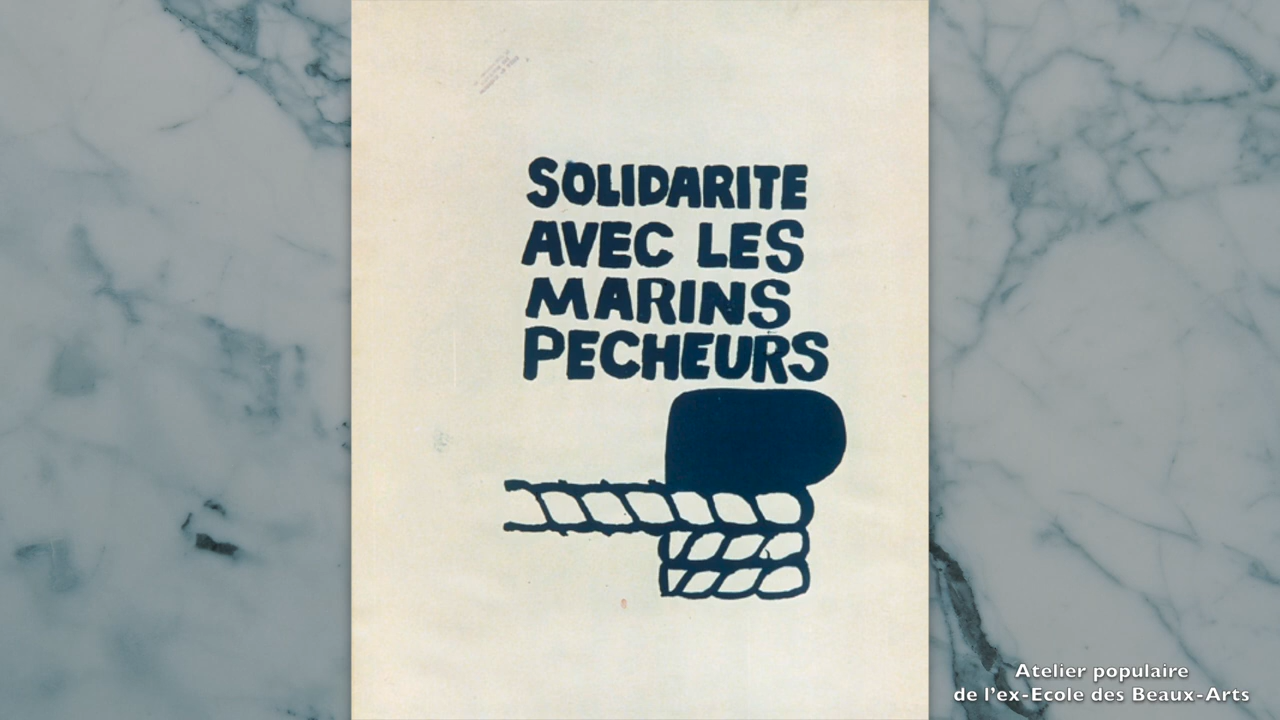 SOLIDARITE
AVEC LES
MARINS
PECHEURS
Atelier populaire
de l'ex-Ecole des Beaux-Arts